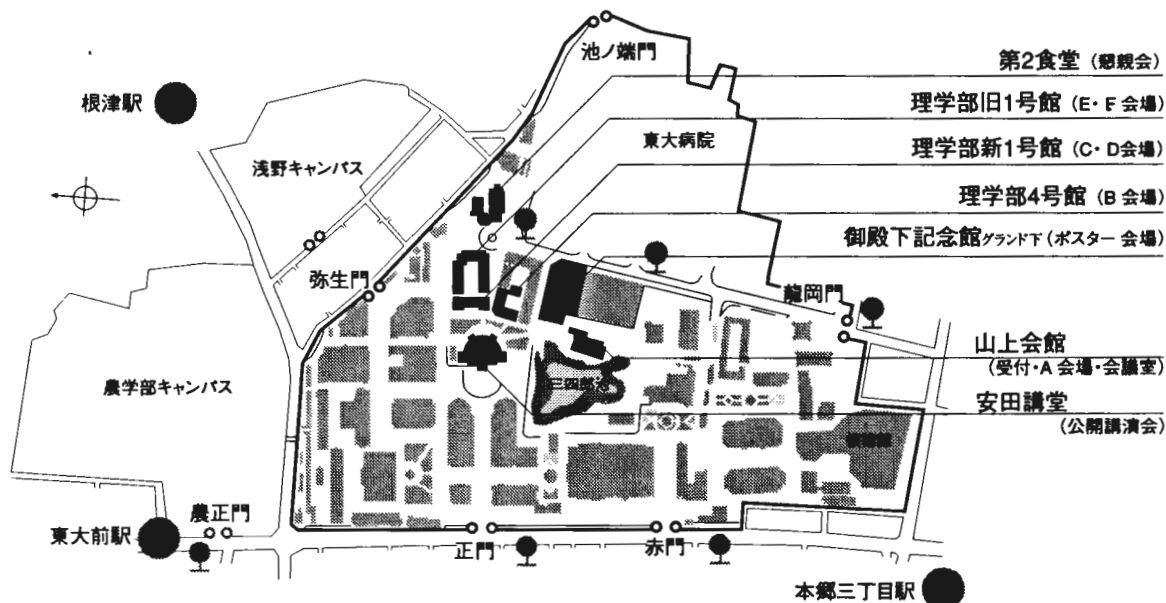 池ノ端門
第2食堂 (懇親会)
根津駅
理学部旧1号館 (E・F 会場)
東大病院
理学部新1号館 (C・D会場)
浅野キャンパス
理学部4号館 (B 会場)
御殿下記念館グランド下 (ポスター 会場)
弥生門
龍岡門
山上会館
(受付・A 会場・会議室)
農学部キャンパス
三四郎池
安田講堂
(公開講演会)
農正門
東大前駅
正門
赤門
本郷三丁目駅